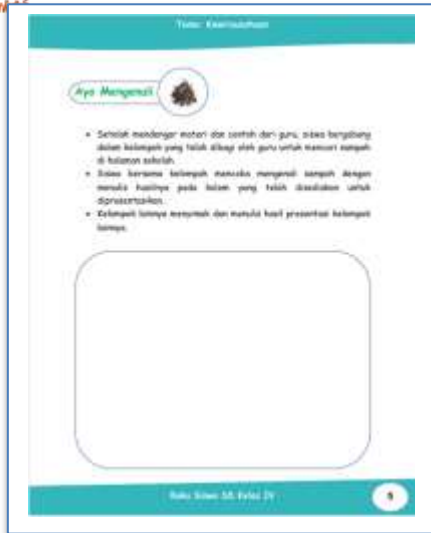 Tema: Kewirausahaan
Ayo Mengenali
• Setelah mendengar materi dan contoh dari guru, siswa bergabung
dalam kelompok yang telah dibagi oleh guru untuk mencari sampah
di halaman sekolah.
• Siswa bersama kelompok mencoba mengenali sampah dengan
menulis hasilnya pada kolom yang telah disediakan untuk
dipresentasikan.
• Kelompok lainnya menyimak dan menulis hasil presentasi kelompok
lainnya.
Buku Siswa SD Kelas IV
5